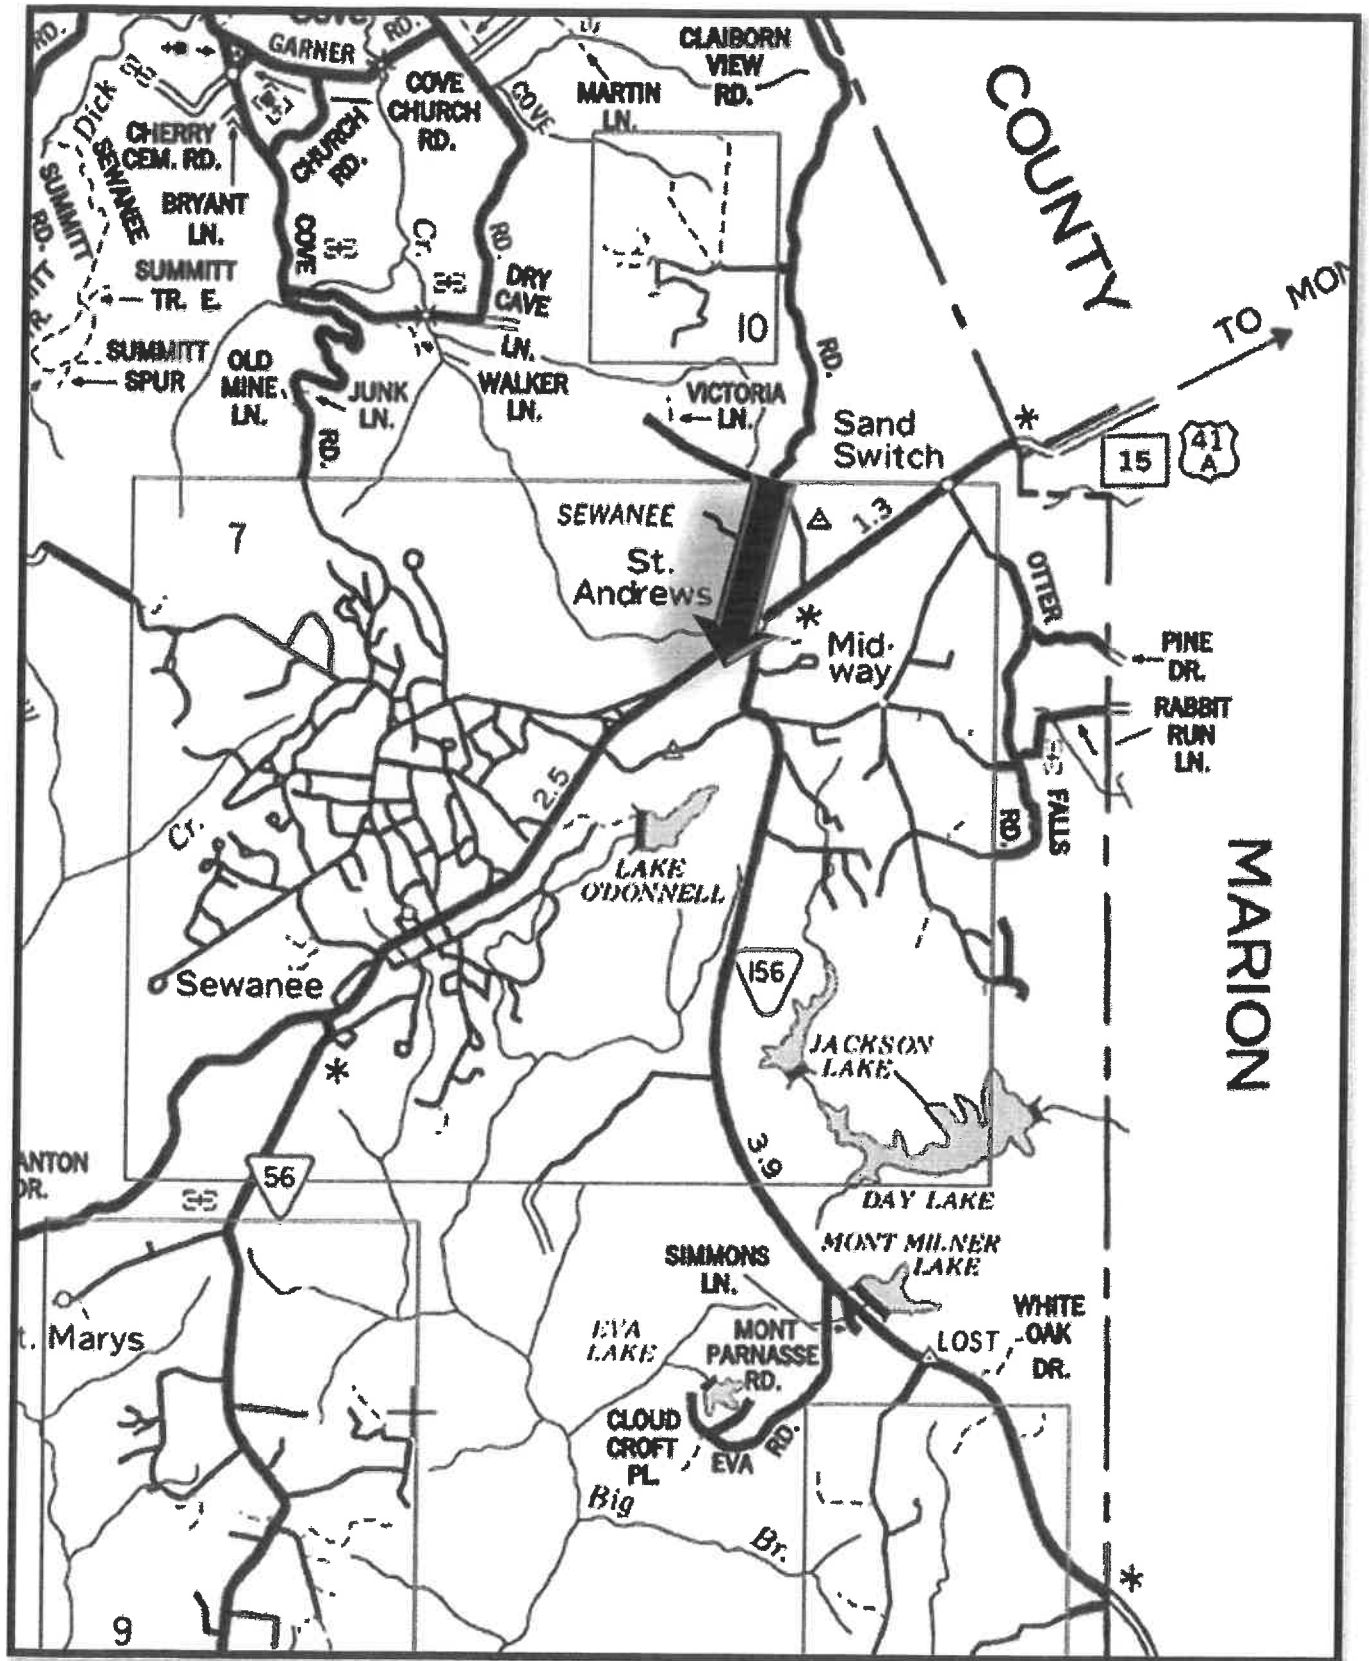 RD.
COVE
GARNER
RD.
CLAIBORN
VIEW
RD.
COUNTY
Dick
CHERRY
CEM. RD.
COVE
CHURCH
RD.
CHURCH
RD.
COVE
MARTIN
LN.
SEWANEE
SUMMITT
RD.
BRYANT
LN.
COVE
Cr.
RD.
DRY
CAVE
LN.
SUMMITT
TR. E.
TO MON
10
SUMMITT
SPUR
OLD
MINE.
LN.
JUNK
LN.
WALKER
LN.
VICTORIA
LN.
RD.
RD.
Sand
Switch
15
41
A
7
SEWANEE
1.3
St.
Andrews
OTTER
Mid-
way
PINE
DR.
RABBIT
RUN
LN.
2.5
Cr.
LAKE
O'DONNELL
RD.
FALLS
MARION
Sewanee
156
JACKSON
LAKE
ANTON
DR.
56
3.9
DAY LAKE
MONT MILNER
LAKE
SIMMONS
LN.
WHITE
OAK
DR.
t. Marys
EVA
LAKE
MONT
PARNASSE
RD.
LOST
CLOUD
CROFT
PL.
EVA
RD.
Big
Br.
9